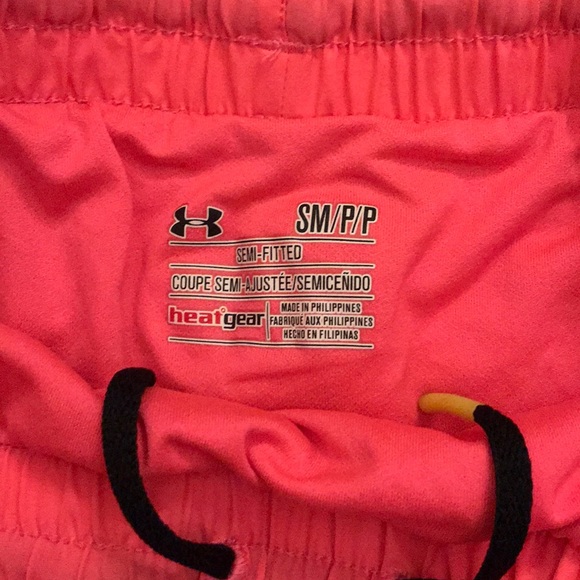 SM/P/P
SEMI-FITTED
COUPE SEMI-AJUSTÉE/SEMICEÑIDO
heatgear
MADE IN PHILIPPINES
FABRIQUÉ AUX PHILIPPINES
HECHO EN FILIPINAS